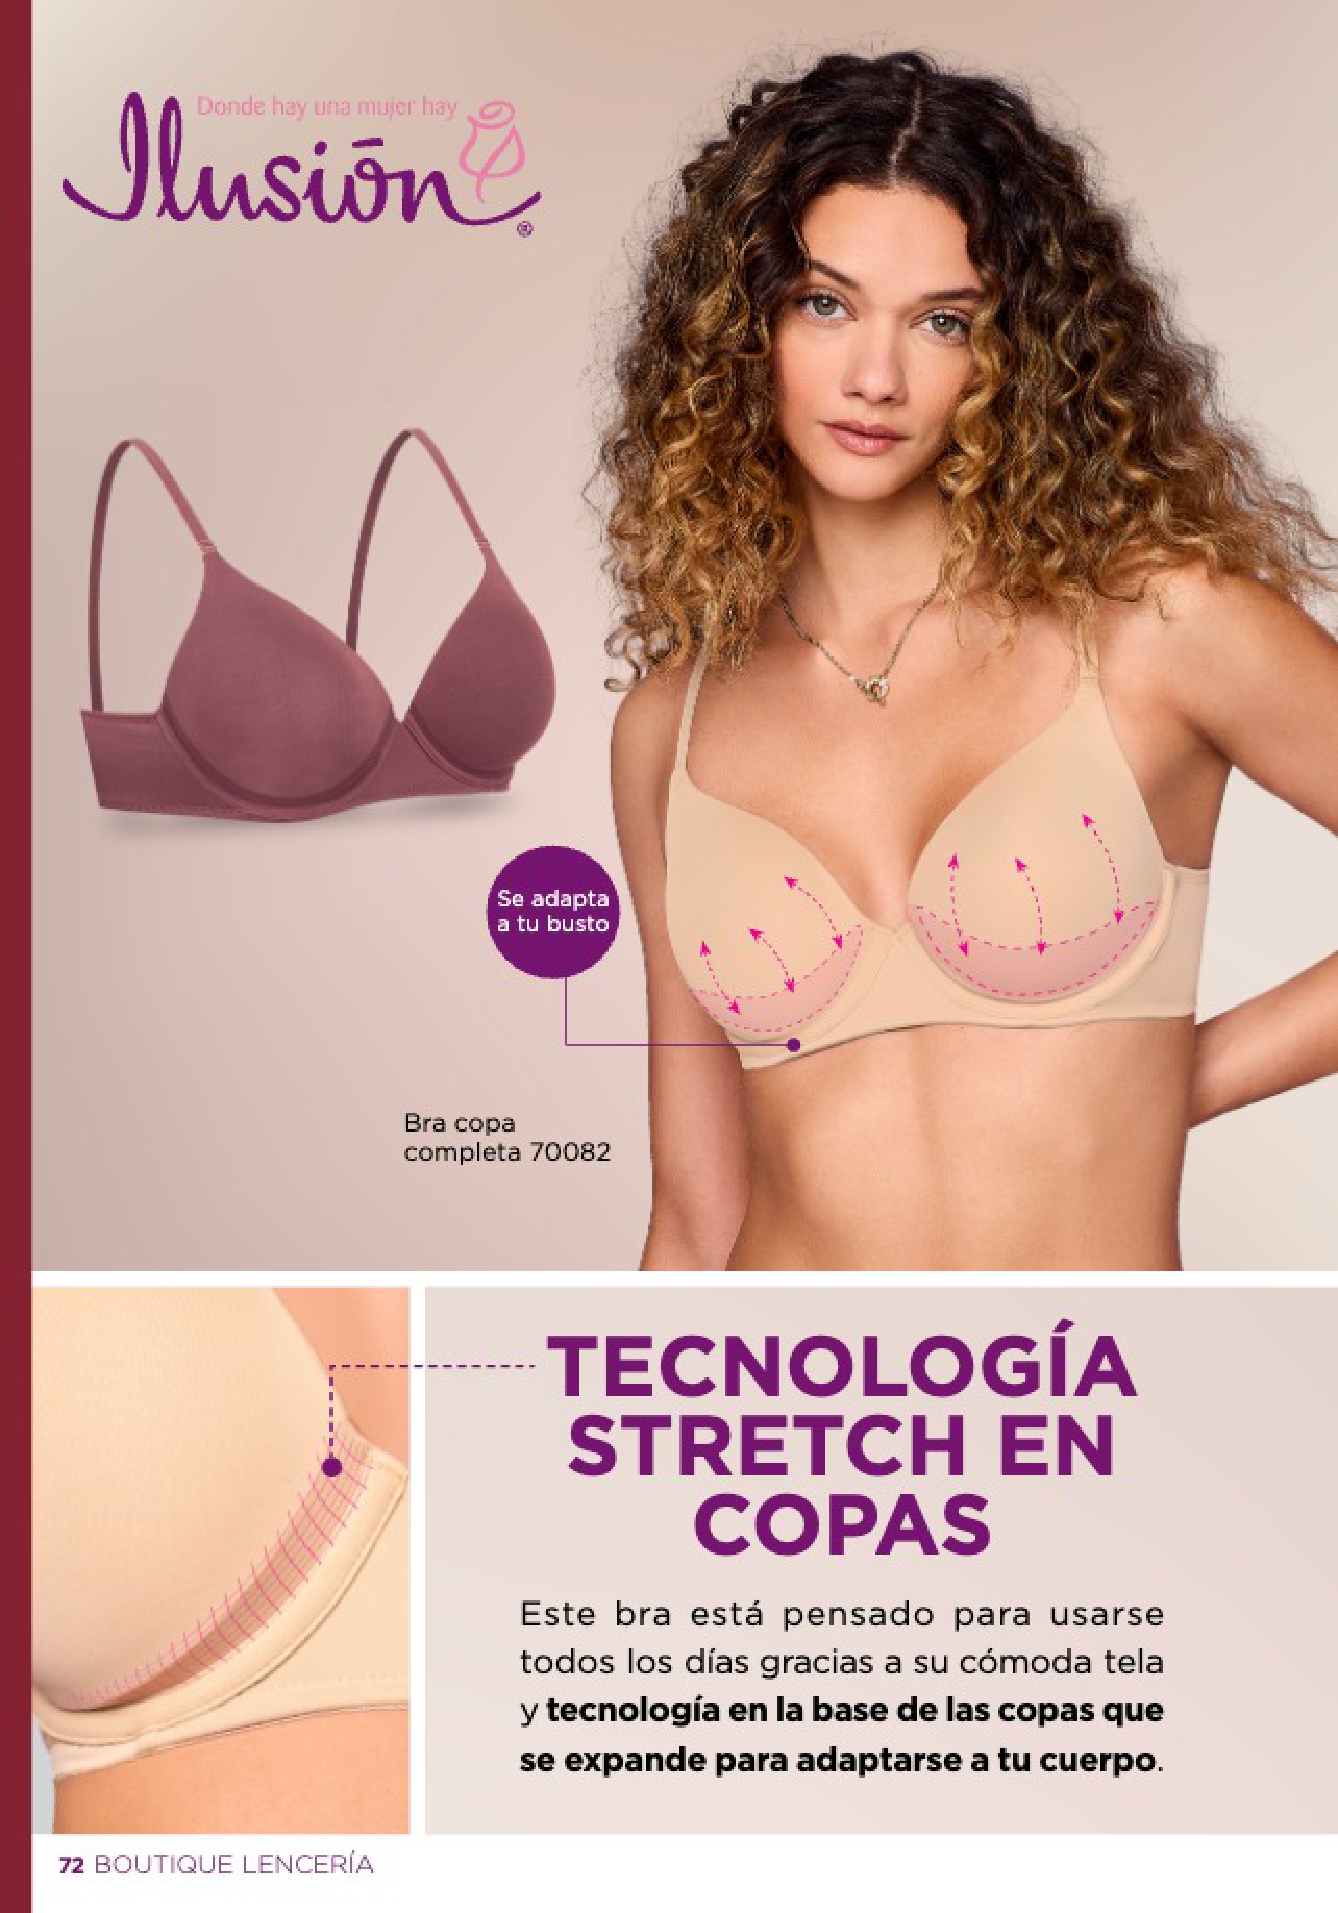 Donde hay una mujer hay
Ilusión
®
Se adapta
a tu busto
Bra copa
completa 70082
TECNOLOGÍA
STRETCH EN
COPAS
Este bra está pensado para usarse
todos los días gracias a su cómoda tela
y tecnología en la base de las copas que
se expande para adaptarse a tu cuerpo.
72 BOUTIQUE LENCERÍA